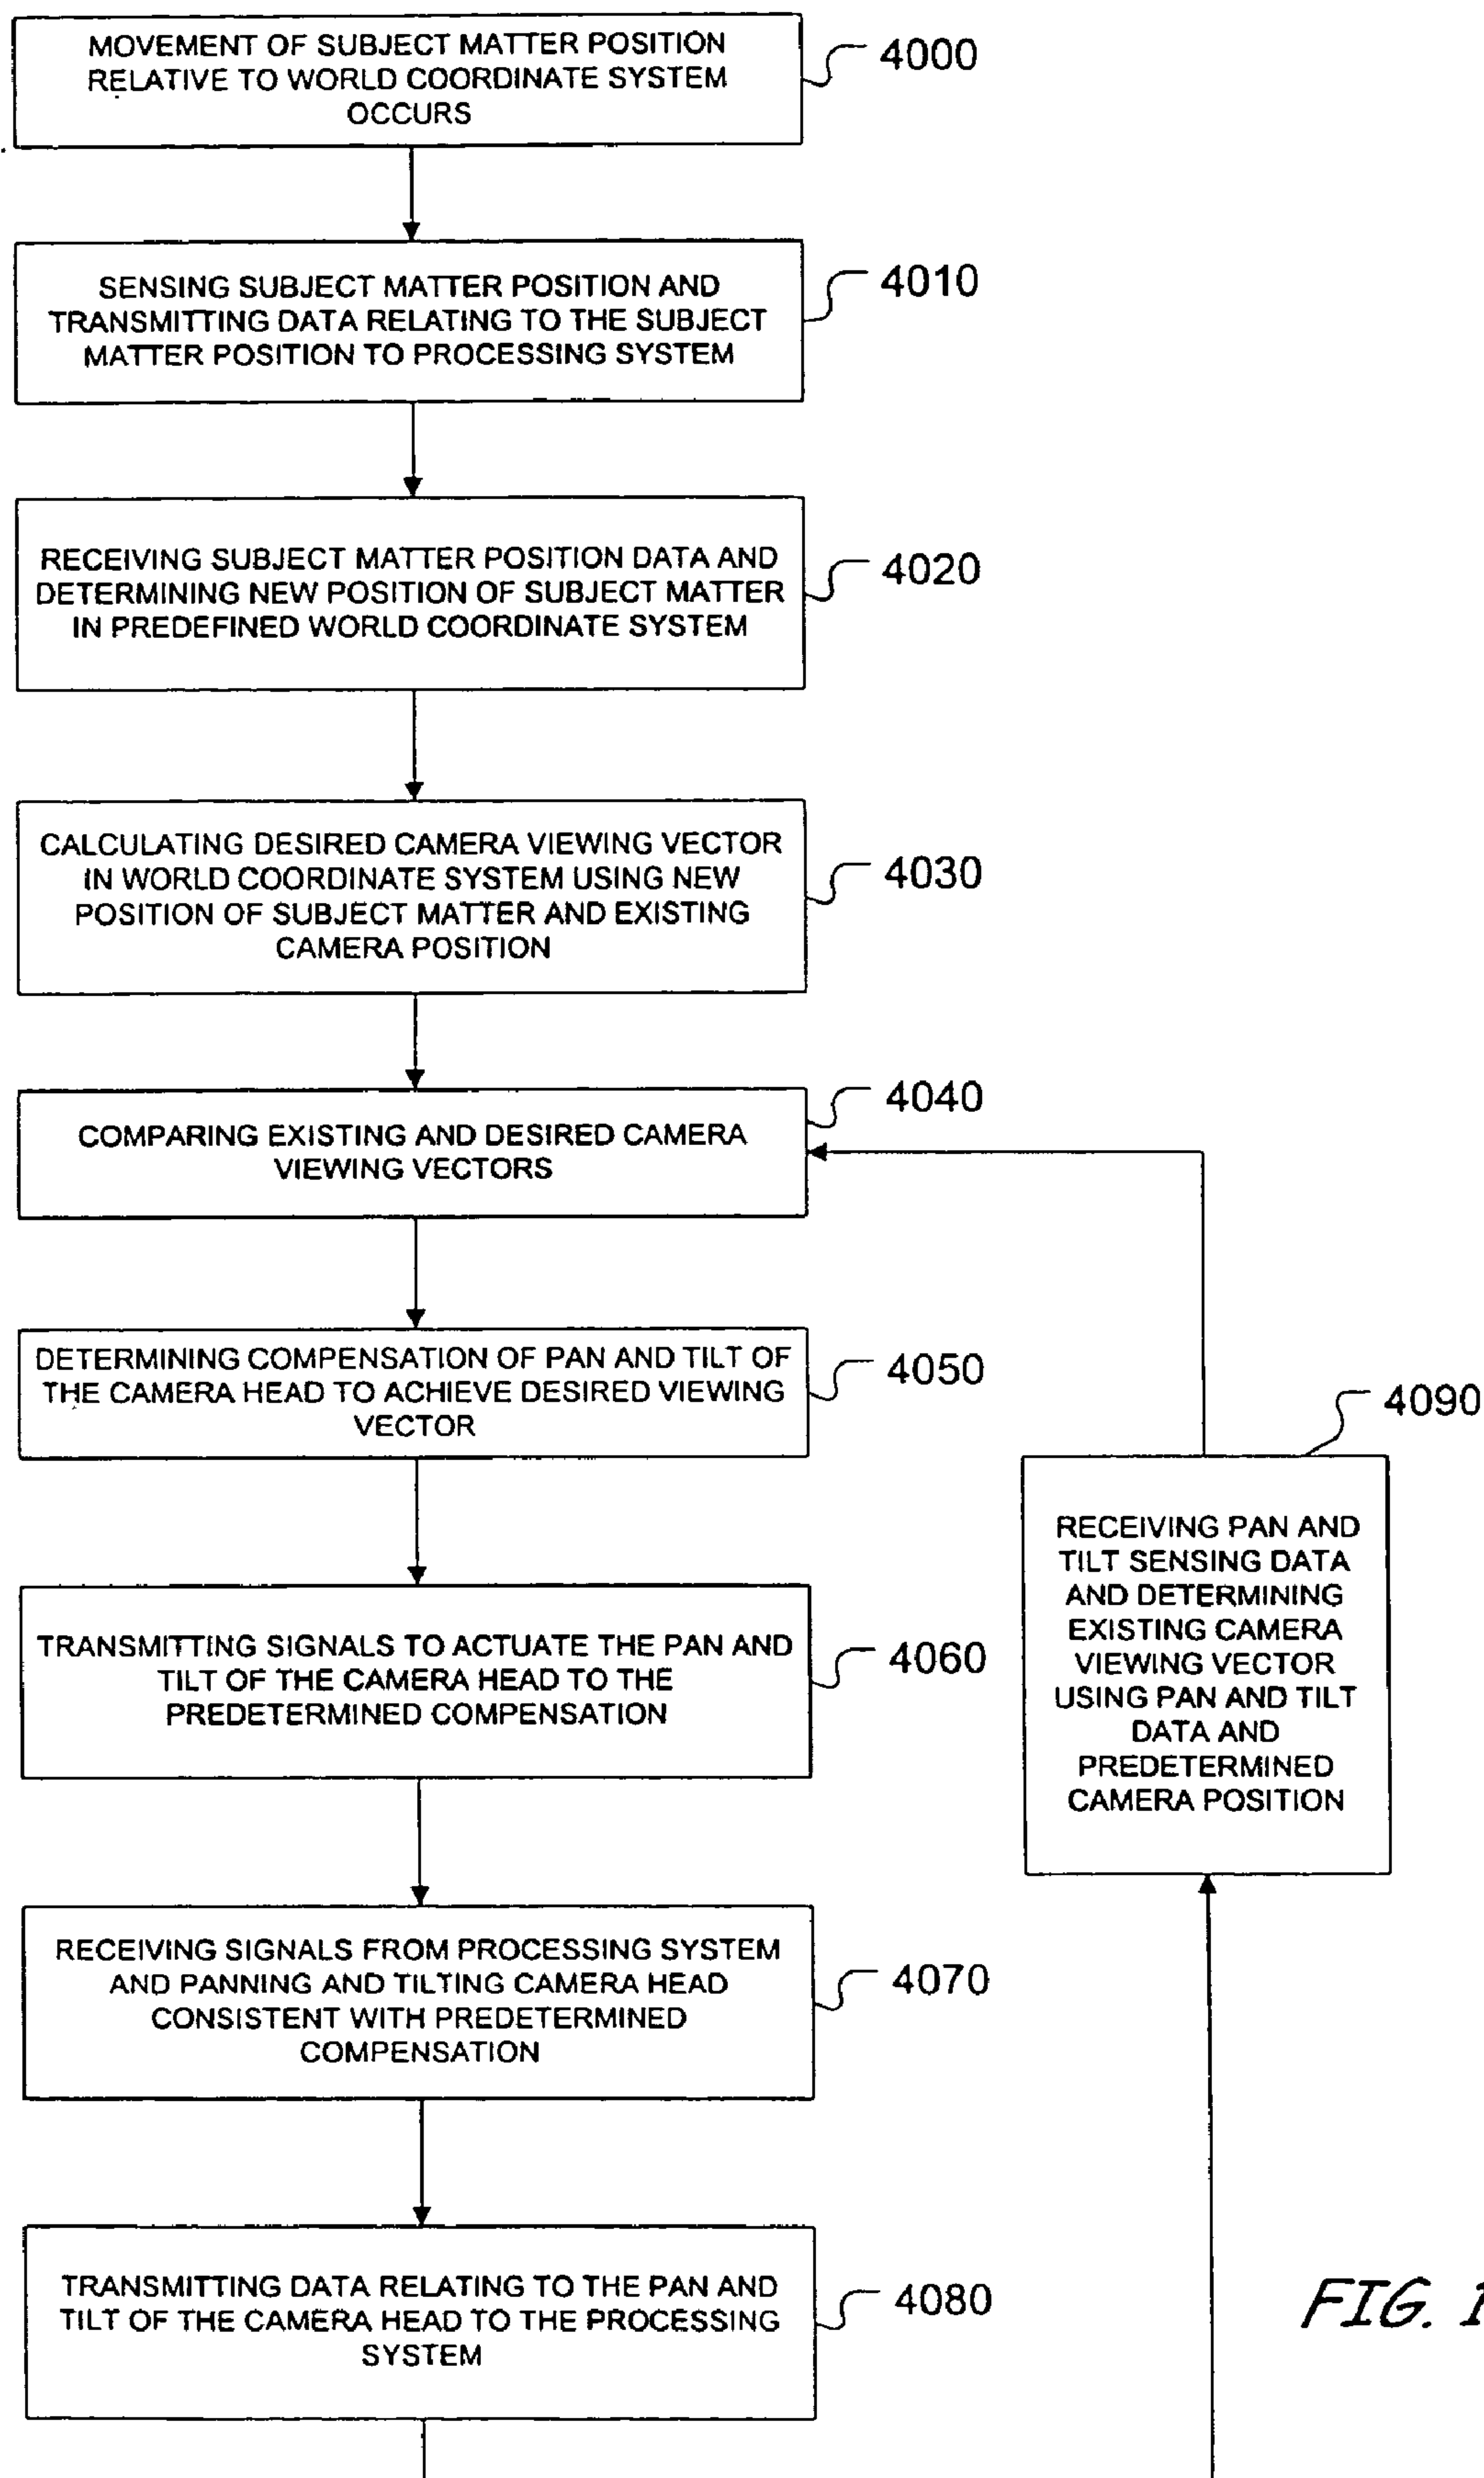 MOVEMENT OF SUBJECT MATTER POSITION
RELATIVE TO WORLD COORDINATE SYSTEM
OCCURS
4000
SENSING SUBJECT MATTER POSITION AND
TRANSMITTING DATA RELATING TO THE SUBJECT
MATTER POSITION TO PROCESSING SYSTEM
4010
RECEIVING SUBJECT MATTER POSITION DATA AND
DETERMINING NEW POSITION OF SUBJECT MATTER
IN PREDEFINED WORLD COORDINATE SYSTEM
4020
CALCULATING DESIRED CAMERA VIEWING VECTOR
IN WORLD COORDINATE SYSTEM USING NEW
POSITION OF SUBJECT MATTER AND EXISTING
CAMERA POSITION
4030
COMPARING EXISTING AND DESIRED CAMERA
VIEWING VECTORS
4040
DETERMINING COMPENSATION OF PAN AND TILT OF
THE CAMERA HEAD TO ACHIEVE DESIRED VIEWING
VECTOR
4050
TRANSMITTING SIGNALS TO ACTUATE THE PAN AND
TILT OF THE CAMERA HEAD TO THE
PREDETERMINED COMPENSATION
4060
RECEIVING SIGNALS FROM PROCESSING SYSTEM
AND PANNING AND TILTING CAMERA HEAD
CONSISTENT WITH PREDETERMINED
COMPENSATION
4070
TRANSMITTING DATA RELATING TO THE PAN AND
TILT OF THE CAMERA HEAD TO THE PROCESSING
SYSTEM
4080
4090
RECEIVING PAN AND
TILT SENSING DATA
AND DETERMINING
EXISTING CAMERA
VIEWING VECTOR
USING PAN AND TILT
DATA AND
PREDETERMINED
CAMERA POSITION
FIG.